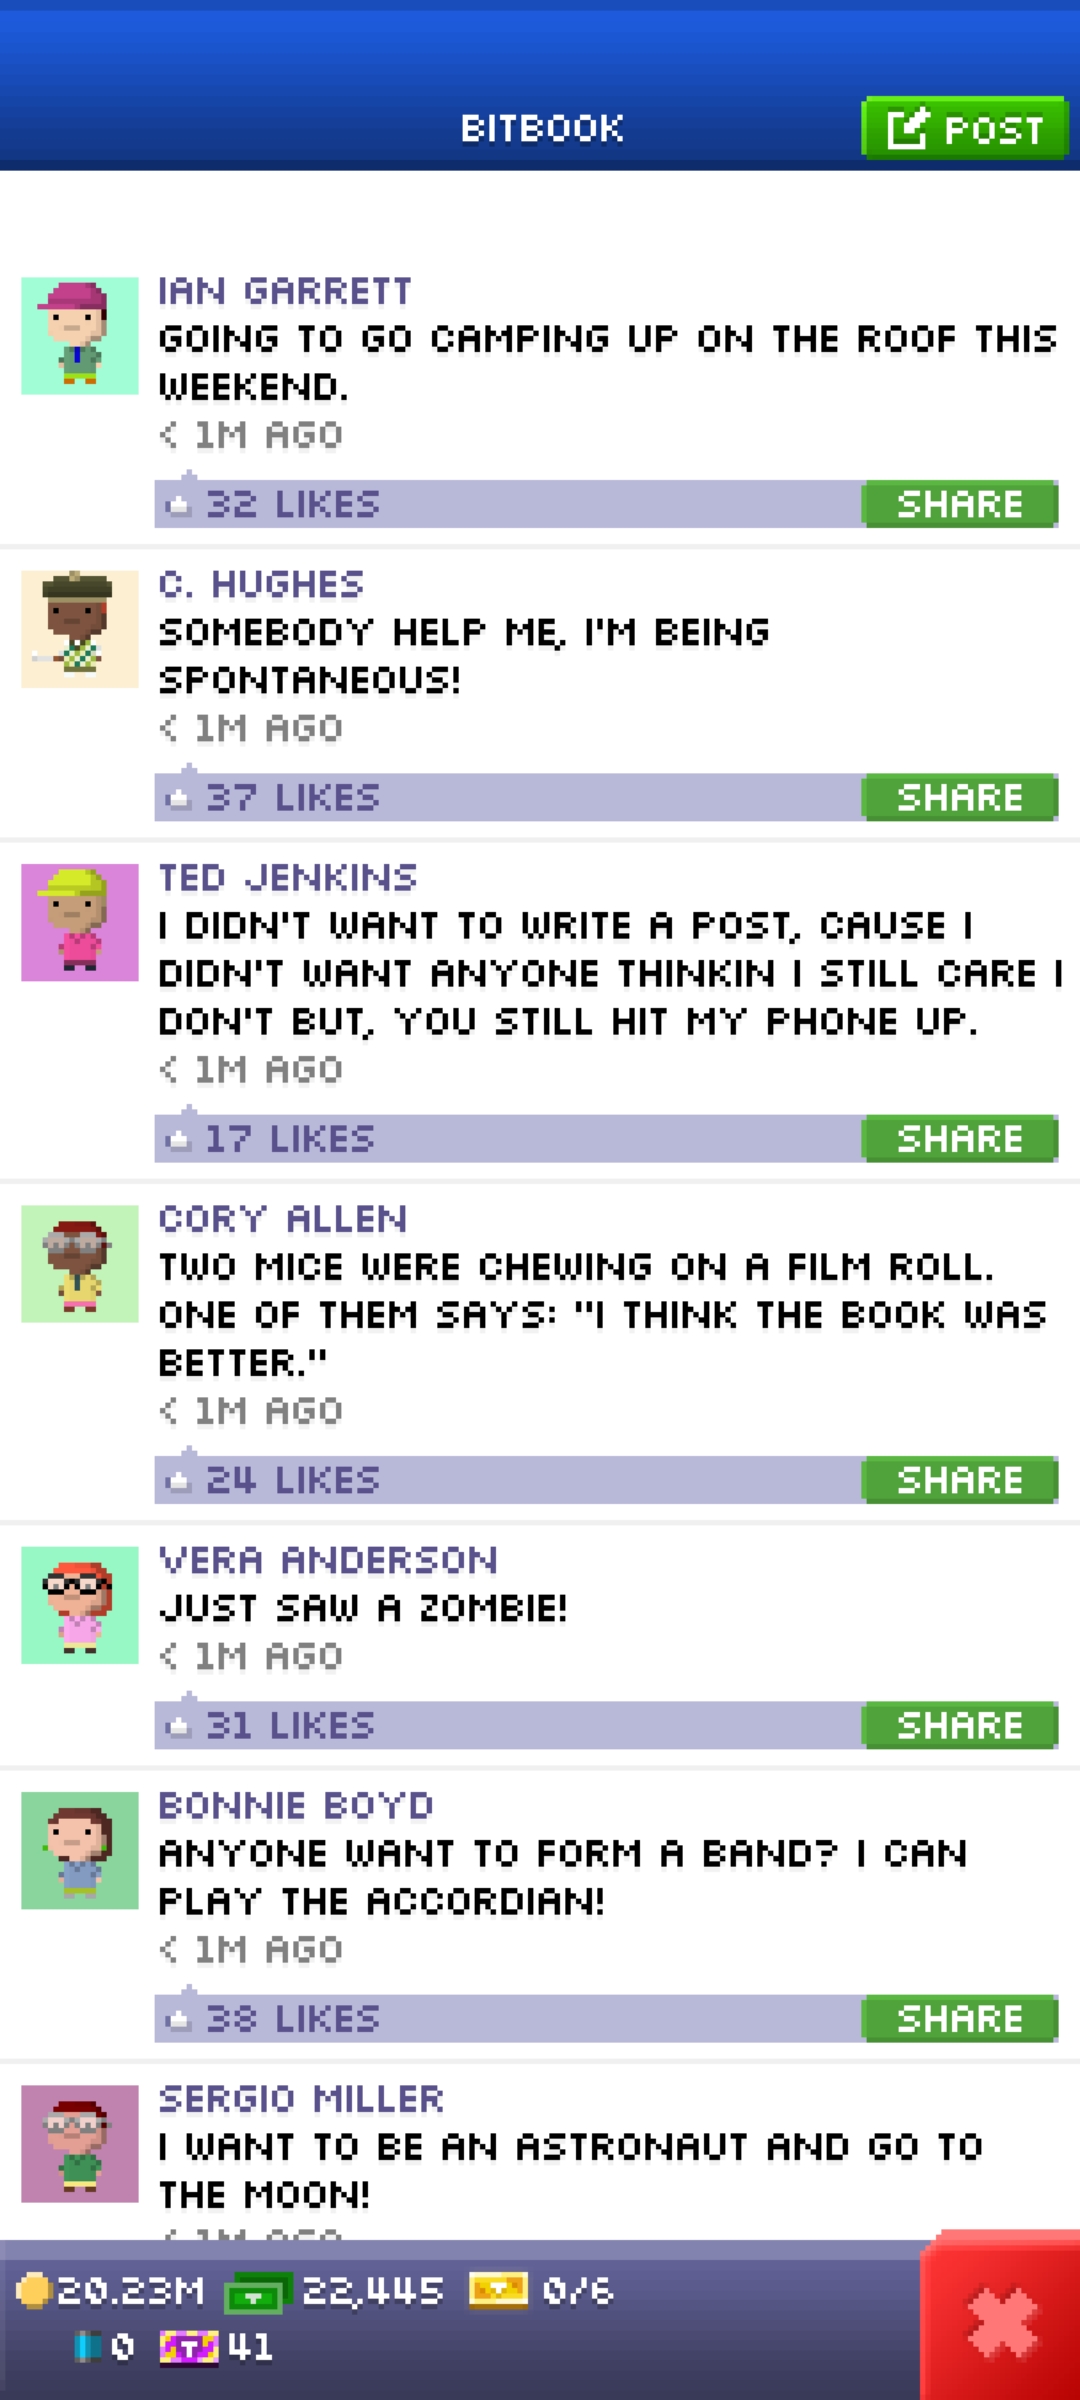 BITBOOK
POST
IAN GARRETT
GOING TO GO CAMPING UP ON THE ROOF THIS
WEEKEND.
< 1M AGO
32 LIKES
SHARE
C. HUGHES
SOMEBODY HELP ME, I'M BEING
SPONTANEOUS!
< 1M AGO
37 LIKES
SHARE
TED JENKINS
I DIDN'T WANT TO WRITE A POST, CAUSE I
DIDN'T WANT ANYONE THINKIN I STILL CARE I
DON'T BUT, YOU STILL HIT MY PHONE UP.
< 1M AGO
17 LIKES
SHARE
CORY ALLEN
TWO MICE WERE CHEWING ON A FILM ROLL.
ONE OF THEM SAYS: "I THINK THE BOOK WAS
BETTER."
< 1M AGO
24 LIKES
SHARE
VERA ANDERSON
JUST SAW A ZOMBIE!
< 1M AGO
31 LIKES
SHARE
BONNIE BOYD
ANYONE WANT TO FORM A BAND? I CAN
PLAY THE ACCORDIAN!
< 1M AGO
38 LIKES
SHARE
SERGIO MILLER
I WANT TO BE AN ASTRONAUT AND GO TO
THE MOON!
< 1M AGO
20.23M 22,445 0/6
0 T 41